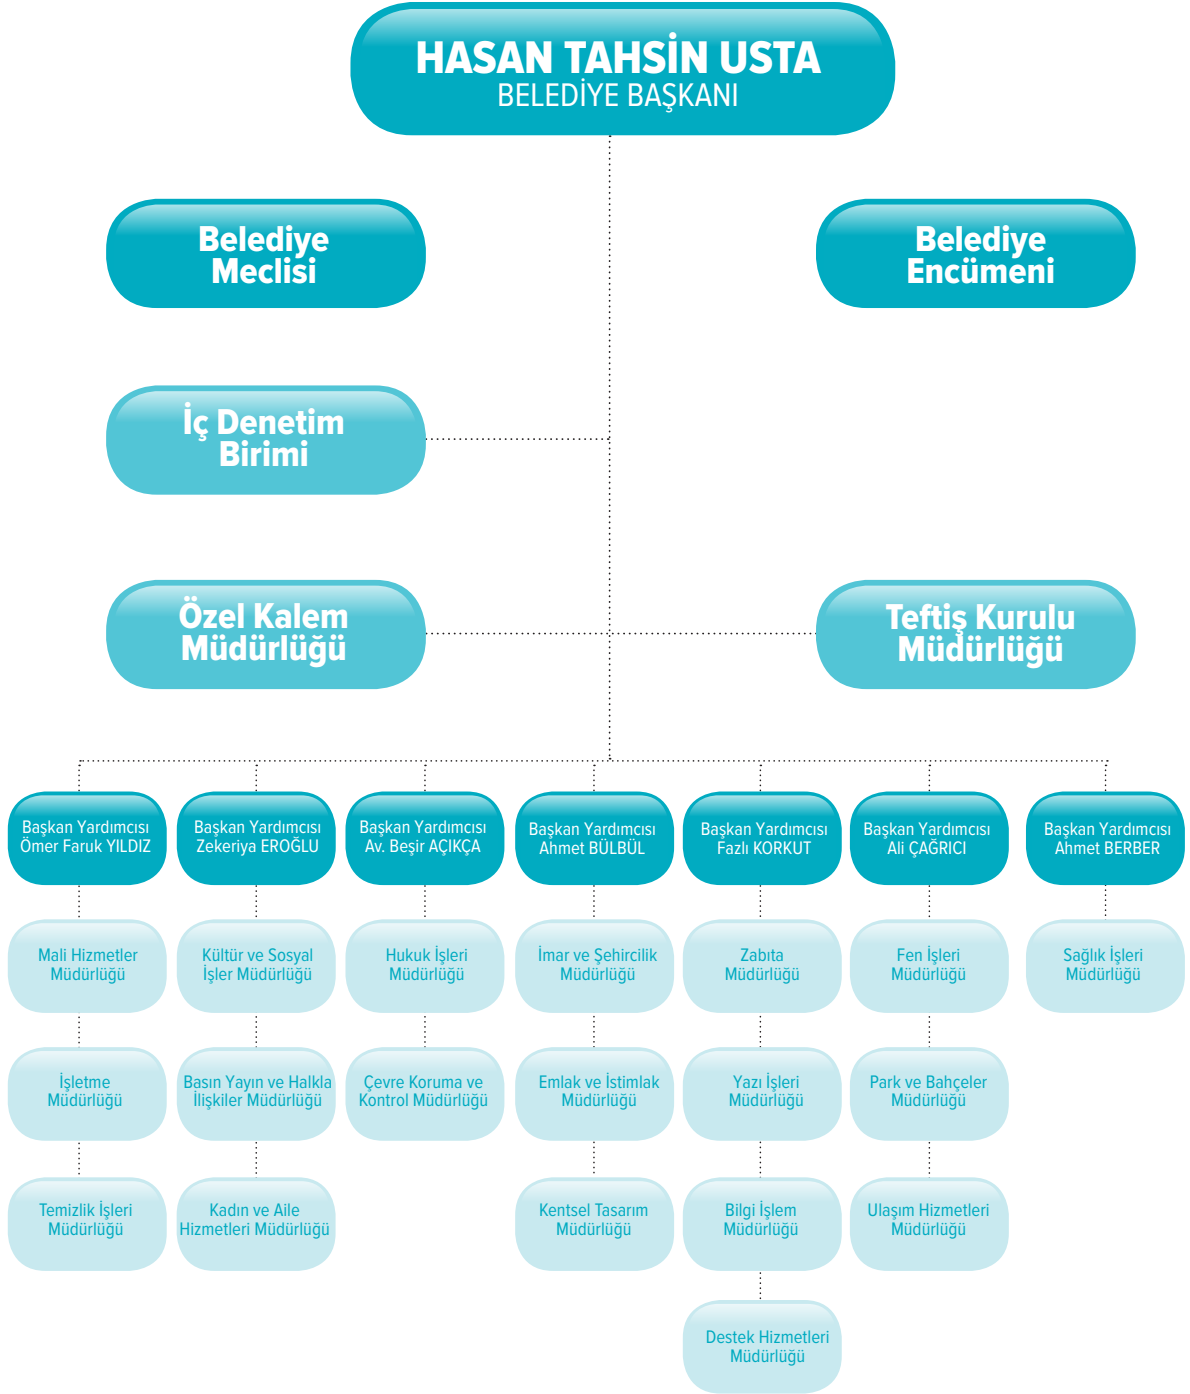 HASAN TAHSİN USTA
BELEDİYE BAŞKANI
Belediye
Meclisi
Belediye
Encümeni
İç Denetim
Birimi
Özel Kalem
Müdürlüğü
Teftiş Kurulu
Müdürlüğü
Başkan Yardımcısı
Ömer Faruk YILDIZ
Başkan Yardımcısı
Zekeriya EROĞLU
Başkan Yardımcısı
Av. Beşir AÇIKÇA
Başkan Yardımcısı
Ahmet BÜLBÜL
Başkan Yardımcısı
Fazlı KORKUT
Başkan Yardımcısı
Ali ÇAĞRICI
Başkan Yardımcısı
Ahmet BERBER
Mali Hizmetler
Müdürlüğü
Kültür ve Sosyal
İşler Müdürlüğü
Hukuk İşleri
Müdürlüğü
İmar ve Şehircilik
Müdürlüğü
Zabıta
Müdürlüğü
Fen İşleri
Müdürlüğü
Sağlık İşleri
Müdürlüğü
İşletme
Müdürlüğü
Basın Yayın ve Halkla
İlişkiler Müdürlüğü
Çevre Koruma ve
Kontrol Müdürlüğü
Emlak ve İstimlak
Müdürlüğü
Yazı İşleri
Müdürlüğü
Park ve Bahçeler
Müdürlüğü
Temizlik İşleri
Müdürlüğü
Kadın ve Aile
Hizmetleri Müdürlüğü
Kentsel Tasarım
Müdürlüğü
Bilgi İşlem
Müdürlüğü
Ulaşım Hizmetleri
Müdürlüğü
Destek Hizmetleri
Müdürlüğü